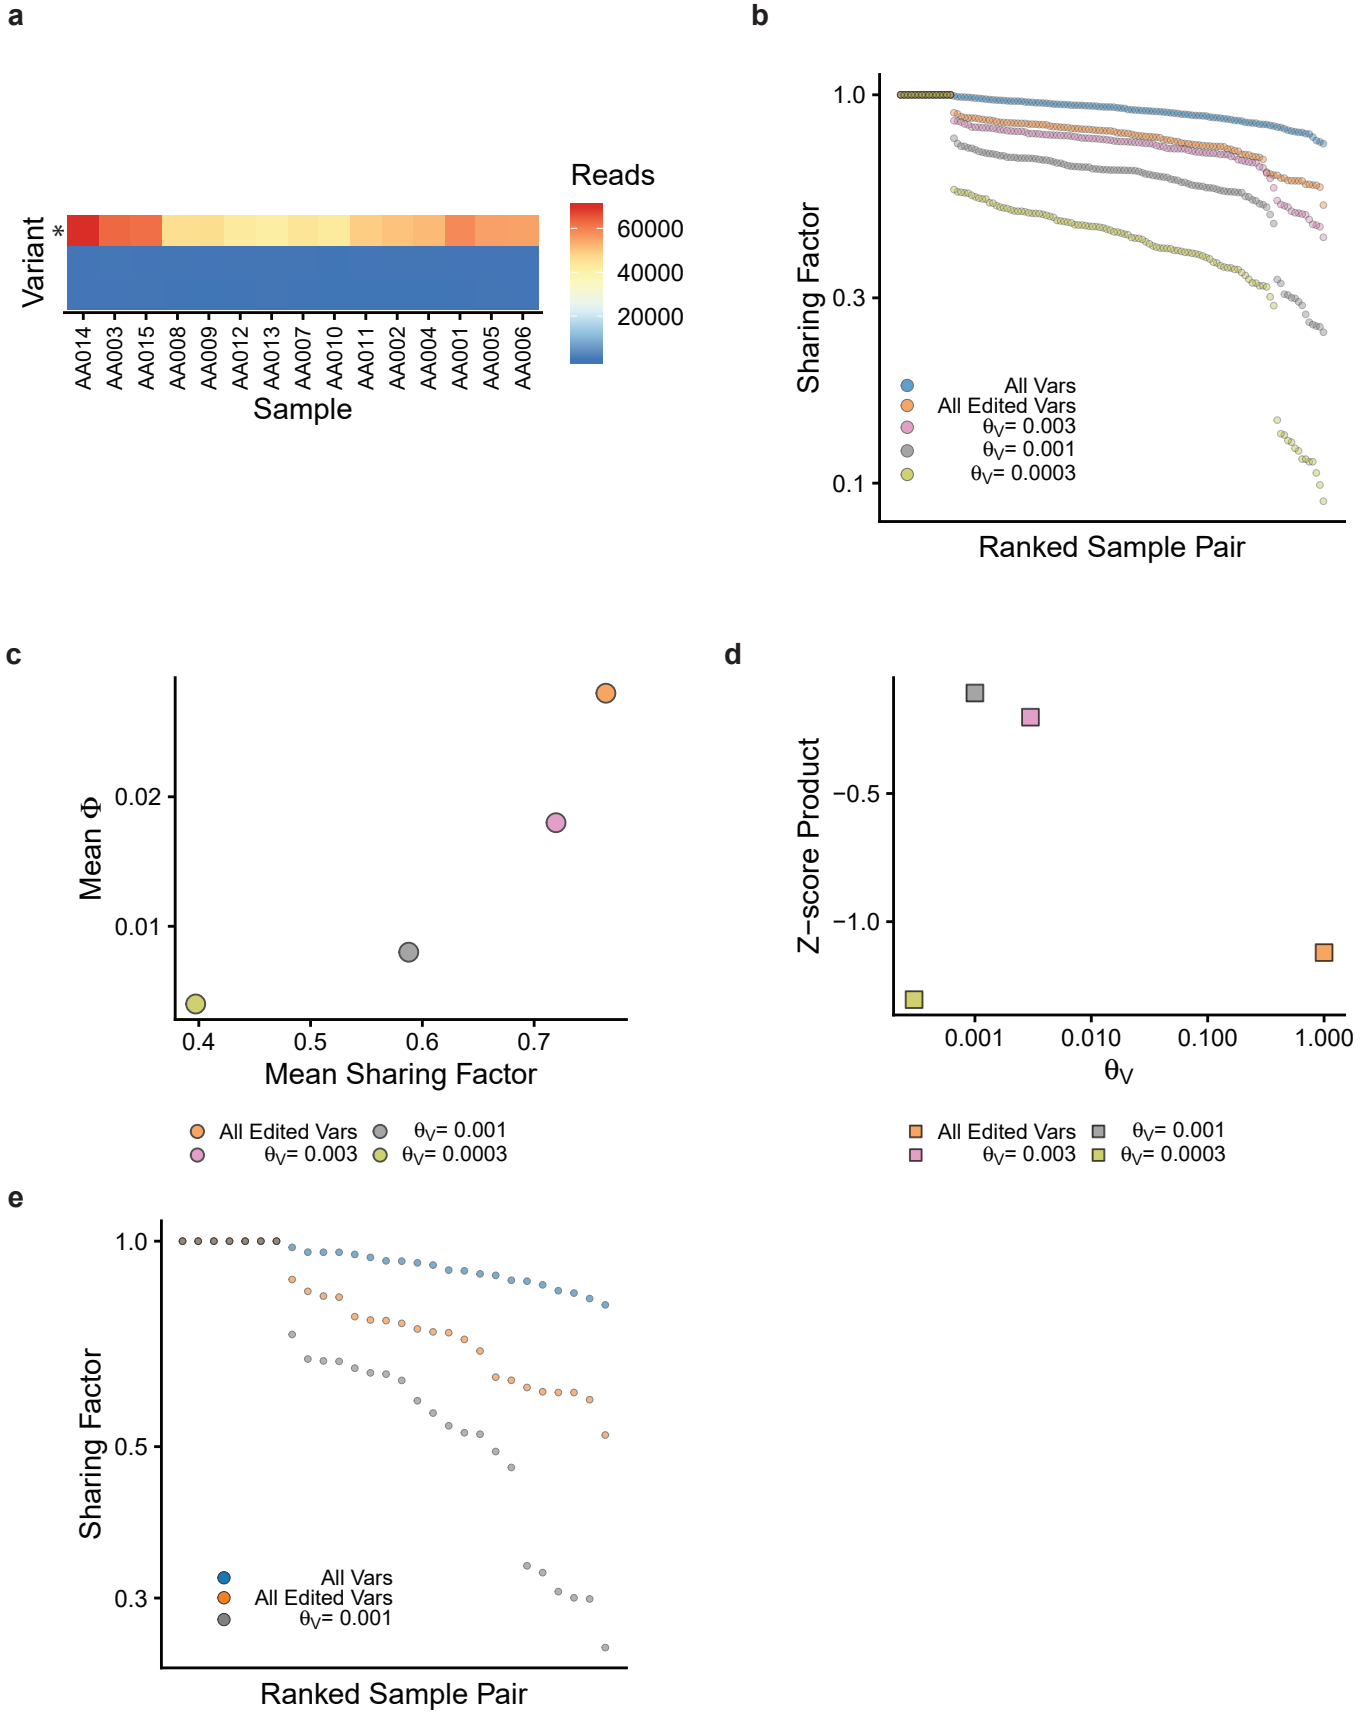 a
Variant
*
AA014
AA003
AA015
AA008
AA009
AA012
AA013
AA007
AA010
AA011
AA002
AA004
AA001
AA005
AA006
Sample
Reads
60000
40000
20000
b
Sharing Factor
1.0
0.3
0.1
All Vars
All Edited Vars
θV= 0.003
θV= 0.001
θV= 0.0003
Ranked Sample Pair
c
Mean Φ
0.02
0.01
0.4 0.5 0.6 0.7
Mean Sharing Factor
All Edited Vars θV= 0.001
θV= 0.003 θV= 0.0003
d
Z−score Product
−0.5
−1.0
0.001 0.010 0.100 1.000
θV
All Edited Vars θV= 0.001
θV= 0.003 θV= 0.0003
e
Sharing Factor
1.0
0.5
0.3
All Vars
All Edited Vars
θV= 0.001
Ranked Sample Pair